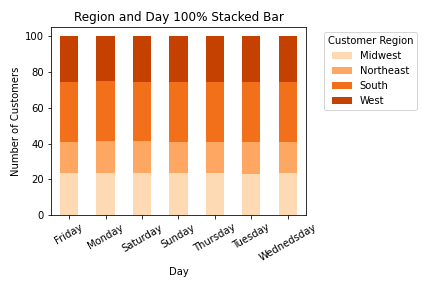 Region and Day 100% Stacked Bar
Number of Customers
100
80
60
40
20
0
Friday
Monday
Saturday
Sunday
Thursday
Tuesday
Wednedsday
Day
Customer Region
Midwest
Northeast
South
West